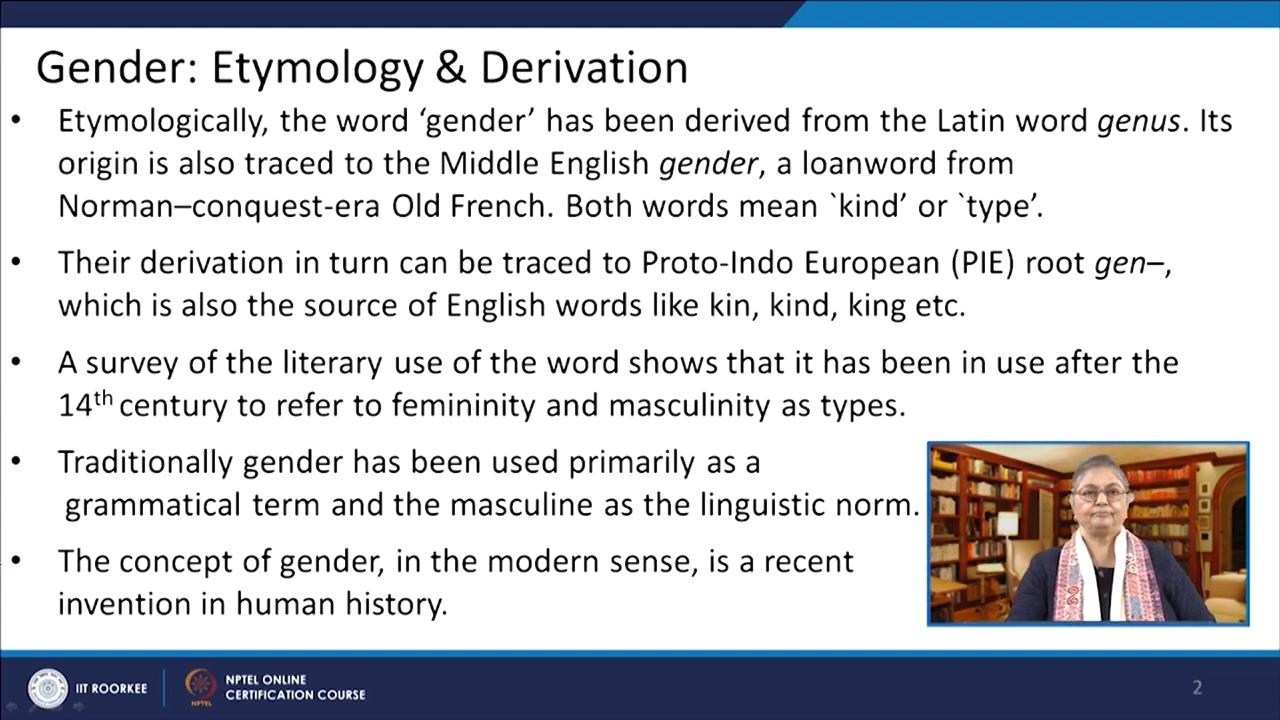 Gender: Etymology & Derivation
• Etymologically, the word ‘gender’ has been derived from the Latin word genus. Its
origin is also traced to the Middle English gender, a loanword from
Norman–conquest-era Old French. Both words mean `kind’ or `type’.
• Their derivation in turn can be traced to Proto-Indo European (PIE) root gen–,
which is also the source of English words like kin, kind, king etc.
• A survey of the literary use of the word shows that it has been in use after the
14th century to refer to femininity and masculinity as types.
• Traditionally gender has been used primarily as a
grammatical term and the masculine as the linguistic norm.
• The concept of gender, in the modern sense, is a recent
invention in human history.
IIT ROORKEE
NPTEL
NPTEL ONLINE
CERTIFICATION COURSE
2